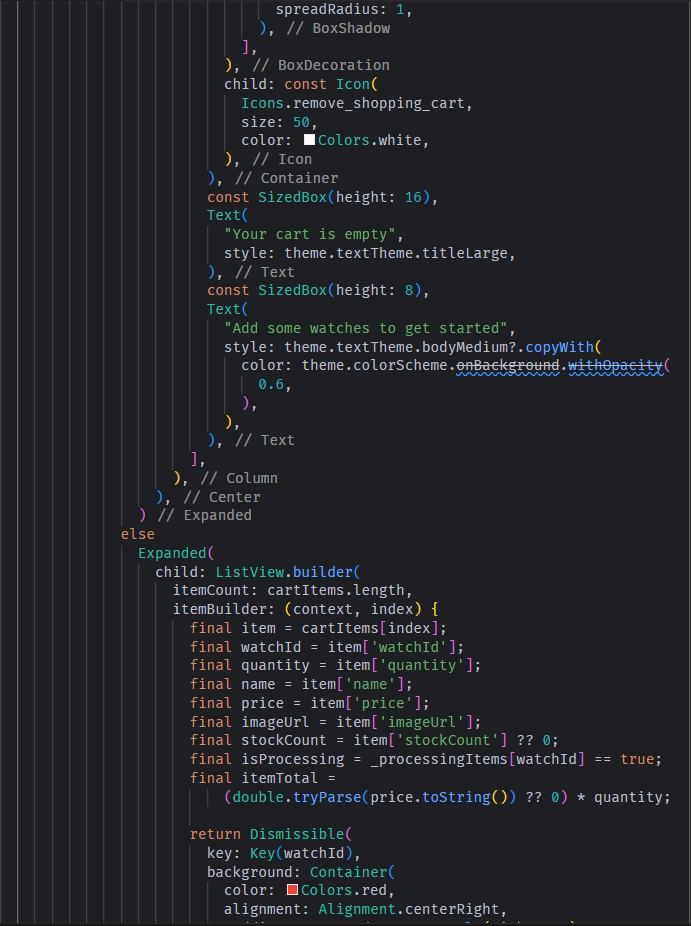 spreadRadius: 1,
), // BoxShadow
],
), // BoxDecoration
child: const Icon(
Icons.remove_shopping_cart,
size: 50,
color: Colors.white,
), // Icon
), // Container
const SizedBox(height: 16),
Text(
"Your cart is empty",
style: theme.textTheme.titleLarge,
), // Text
const SizedBox(height: 8),
Text(
"Add some watches to get started",
style: theme.textTheme.bodyMedium?.copyWith(
color: theme.colorScheme.onBackground.withOpacity(
0.6,
),
),
), // Text
],
), // Column
), // Center
) // Expanded
else
Expanded(
child: ListView.builder(
itemCount: cartItems.length,
itemBuilder: (context, index) {
final item = cartItems[index];
final watchId = item['watchId'];
final quantity = item['quantity'];
final name = item['name'];
final price = item['price'];
final imageUrl = item['imageUrl'];
final stockCount = item['stockCount'] ?? 0;
final isProcessing = _processingItems[watchId] == true;
final itemTotal =
(double.tryParse(price.toString()) ?? 0) * quantity;
return Dismissible(
key: Key(watchId),
background: Container(
color: Colors.red,
alignment: Alignment.centerRight,